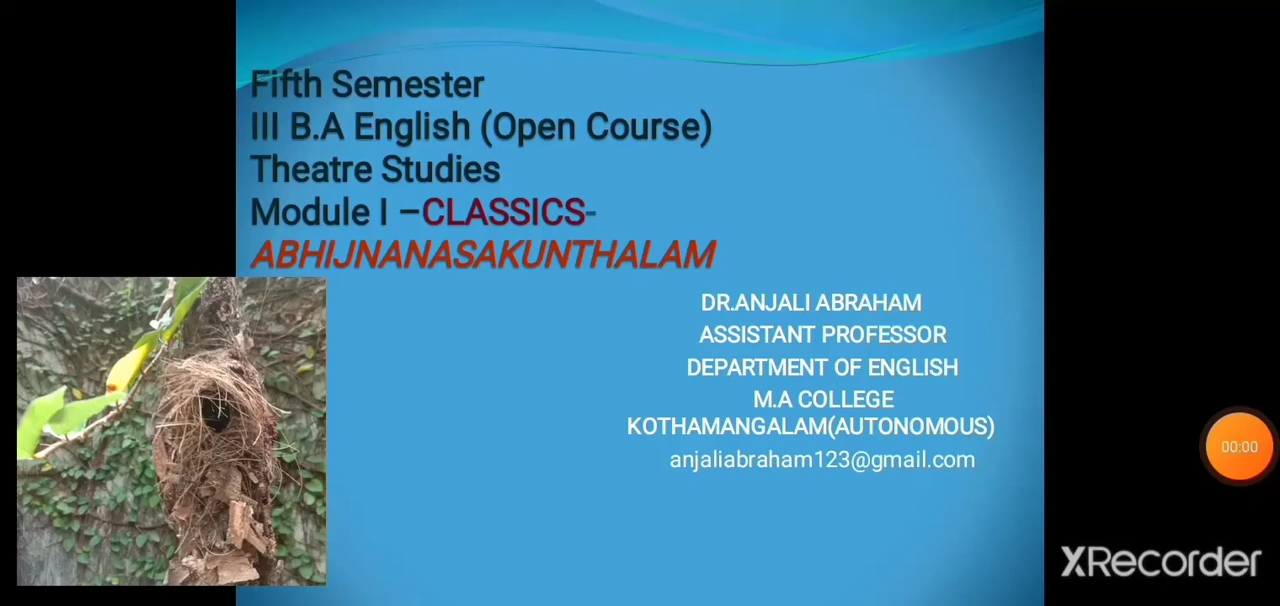 Fifth Semester
III B.A English (Open Course)
Theatre Studies
Module I –CLASSICS-
ABHIJNANASAKUNTHALAM
DR.ANJALI ABRAHAM
ASSISTANT PROFESSOR
DEPARTMENT OF ENGLISH
M.A COLLEGE
KOTHAMANGALAM(AUTONOMOUS)
anjaliabraham123@gmail.com
00:00
XRecorder